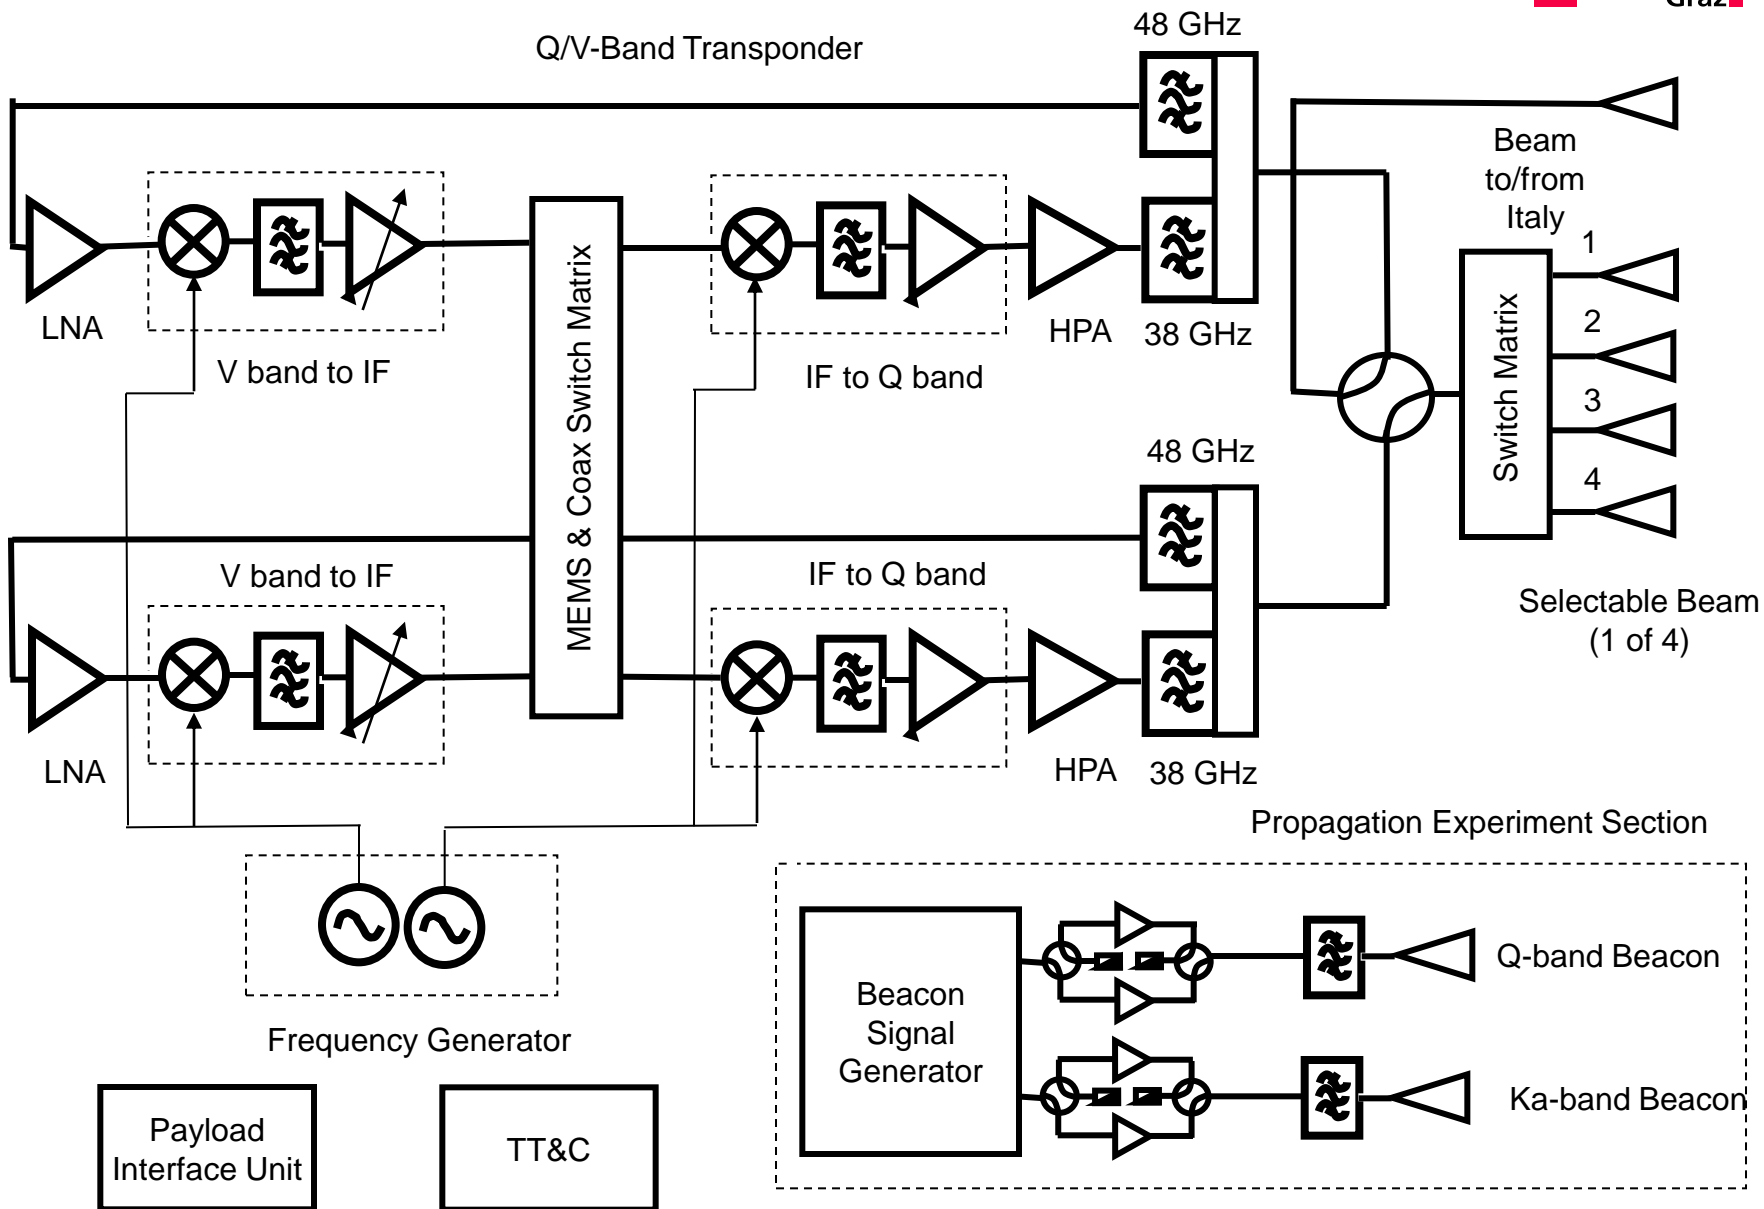 Graz
48 GHz
Q/V-Band Transponder
Beam
to/from
Italy
1
LNA
V band to IF
MEMS & Coax Switch Matrix
IF to Q band
HPA
38 GHz
Switch Matrix
2
3
4
48 GHz
V band to IF
IF to Q band
Selectable Beam
(1 of 4)
LNA
HPA
38 GHz
Propagation Experiment Section
Beacon
Signal
Generator
Q-band Beacon
Frequency Generator
Ka-band Beacon
Payload
Interface Unit
TT&C